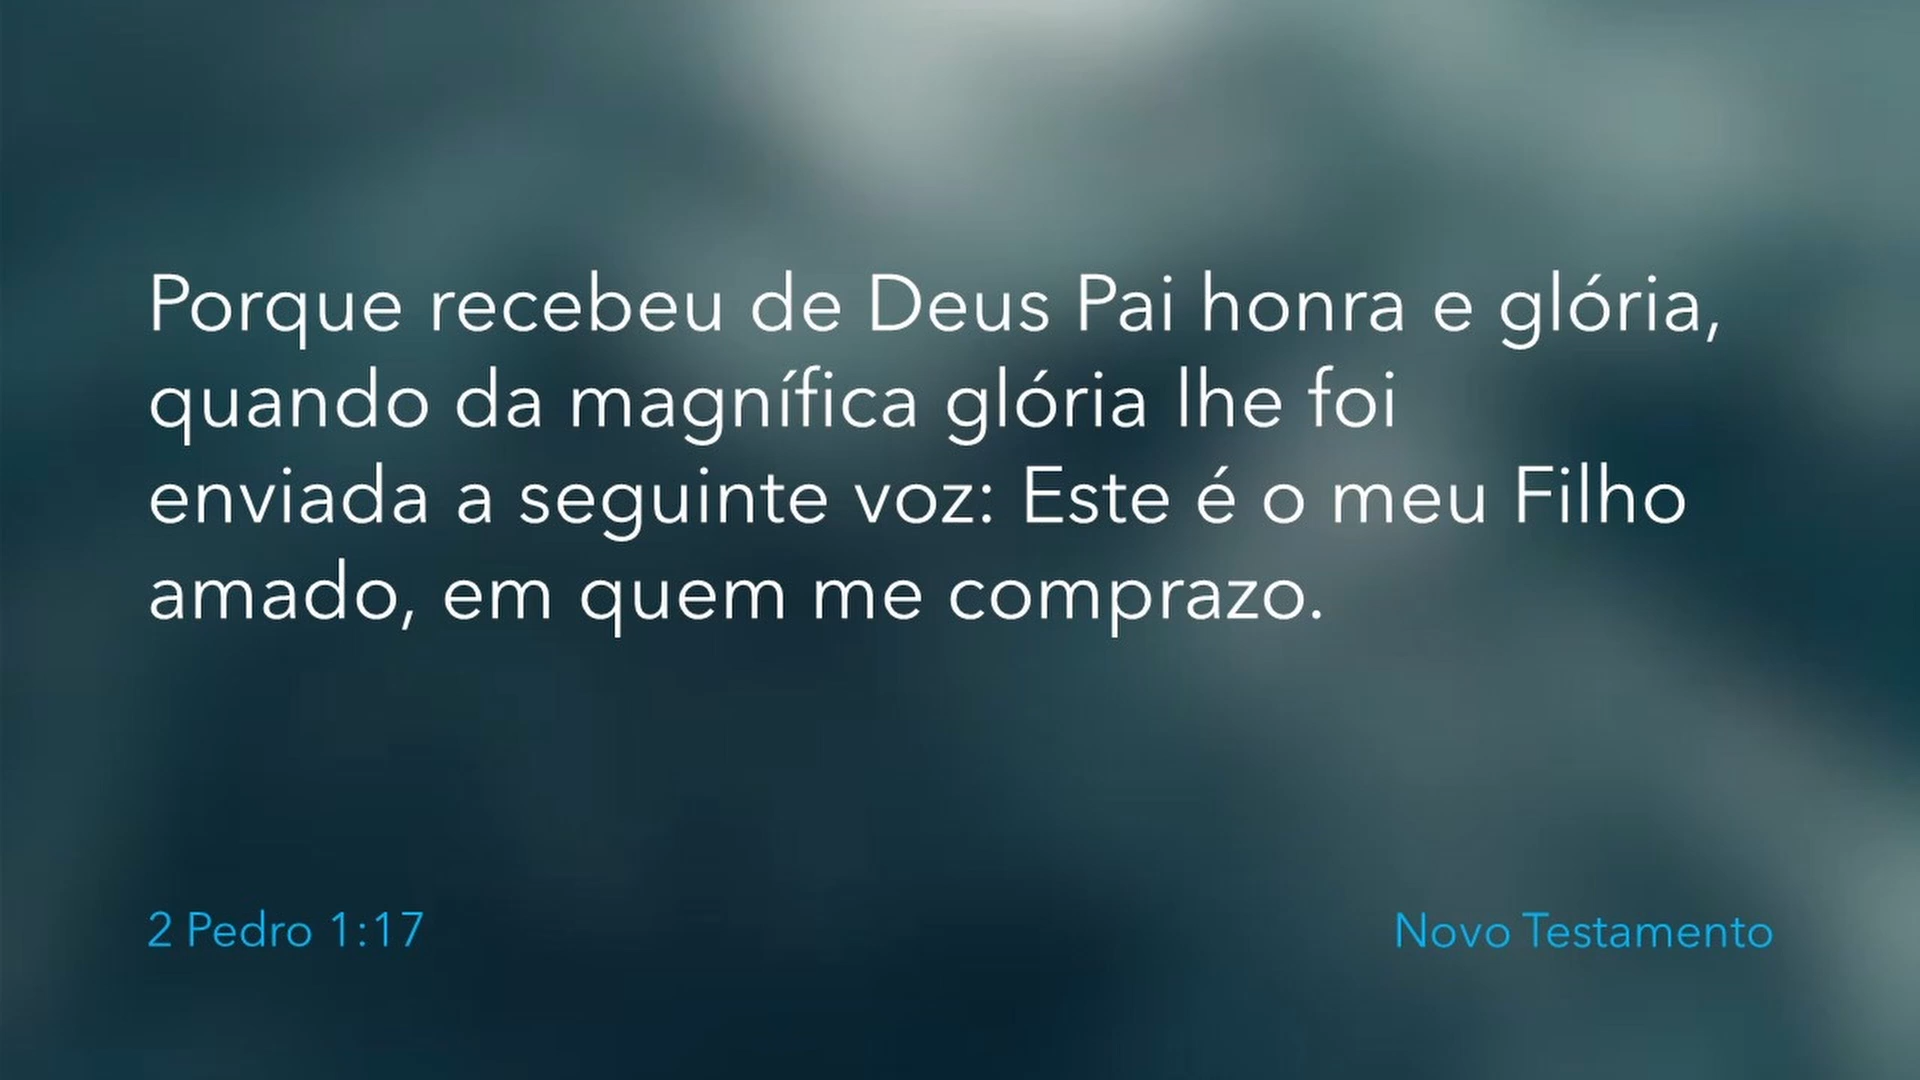 Porque recebeu de Deus Pai honra e glória,
quando da magnífica glória lhe foi
enviada a seguinte voz: Este é o meu Filho
amado, em quem me comprazo.
2 Pedro 1:17
Novo Testamento